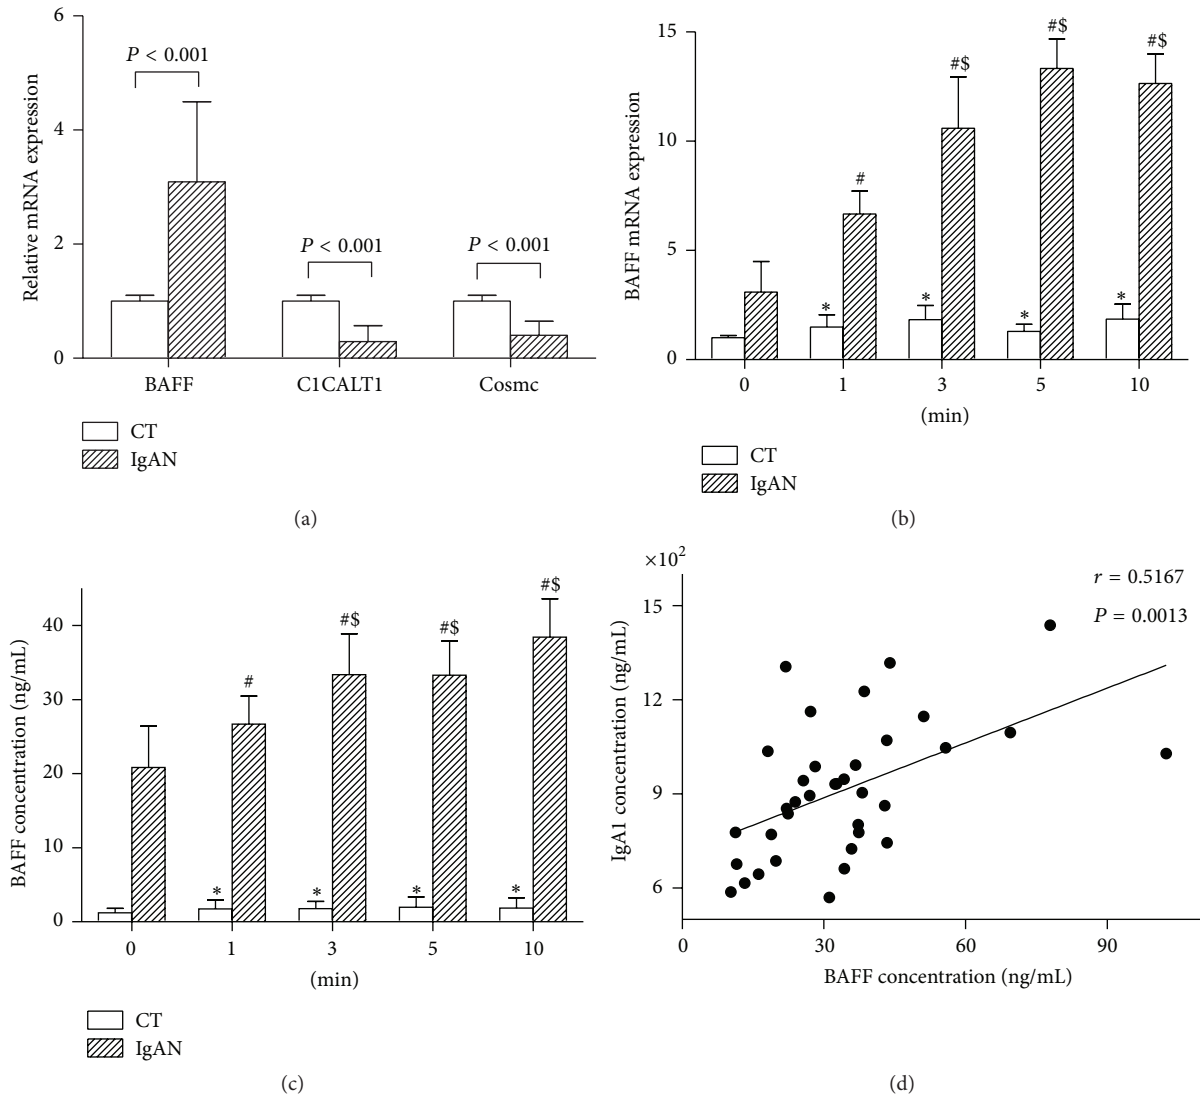 6
4
2
0
Relative mRNA expression
P < 0.001
P < 0.001
P < 0.001
BAFF
C1CALT1
Cosmc
CT
IgAN
(a)
15
10
5
0
BAFF mRNA expression
#
#$
#$
#$
*
*
*
*
0
1
3
5
10
(min)
CT
IgAN
(b)
40
30
20
10
0
BAFF concentration (ng/mL)
#
#$
#$
#$
*
*
*
*
0
1
3
5
10
(min)
CT
IgAN
(c)
×10²
15
12
9
6
IgA1 concentration (ng/mL)
r = 0.5167
P = 0.0013
0
30
60
90
BAFF concentration (ng/mL)
(d)